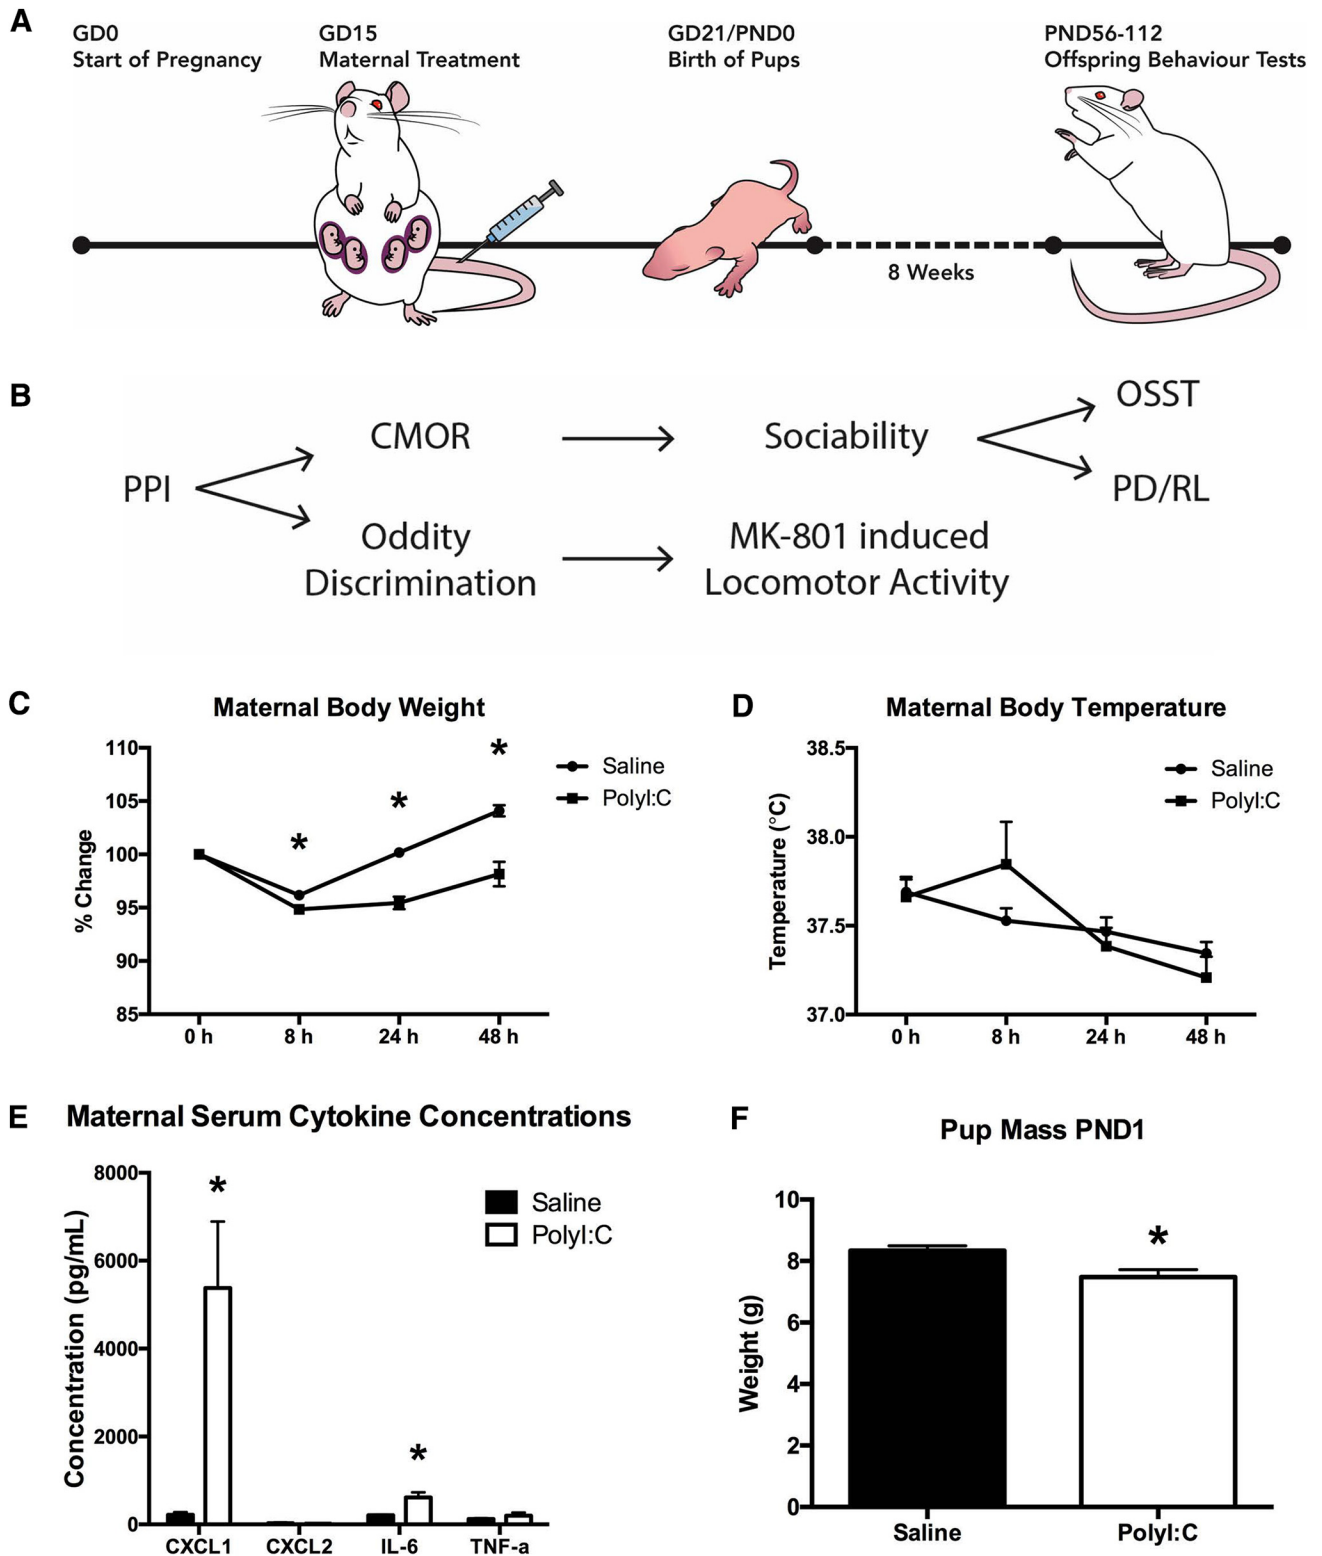 A
GD0
Start of Pregnancy
GD15
Maternal Treatment
GD21/PND0
Birth of Pups
PND56-112
Offspring Behaviour Tests
8 Weeks
B
PPI
CMOR
Sociability
OSST
PD/RL
Oddity
Discrimination
MK-801 induced
Locomotor Activity
C
Maternal Body Weight
% Change
110
105
100
95
90
85
0 h
8 h
24 h
48 h
*
*
*
Saline
PolyI:C
D
Maternal Body Temperature
Temperature (°C)
38.5
38.0
37.5
37.0
0 h
8 h
24 h
48 h
Saline
PolyI:C
E
Maternal Serum Cytokine Concentrations
Concentration (pg/mL)
8000
6000
4000
2000
0
*
*
CXCL1
CXCL2
IL-6
TNF-a
Saline
PolyI:C
F
Pup Mass PND1
Weight (g)
10
8
6
4
2
0
*
Saline
PolyI:C